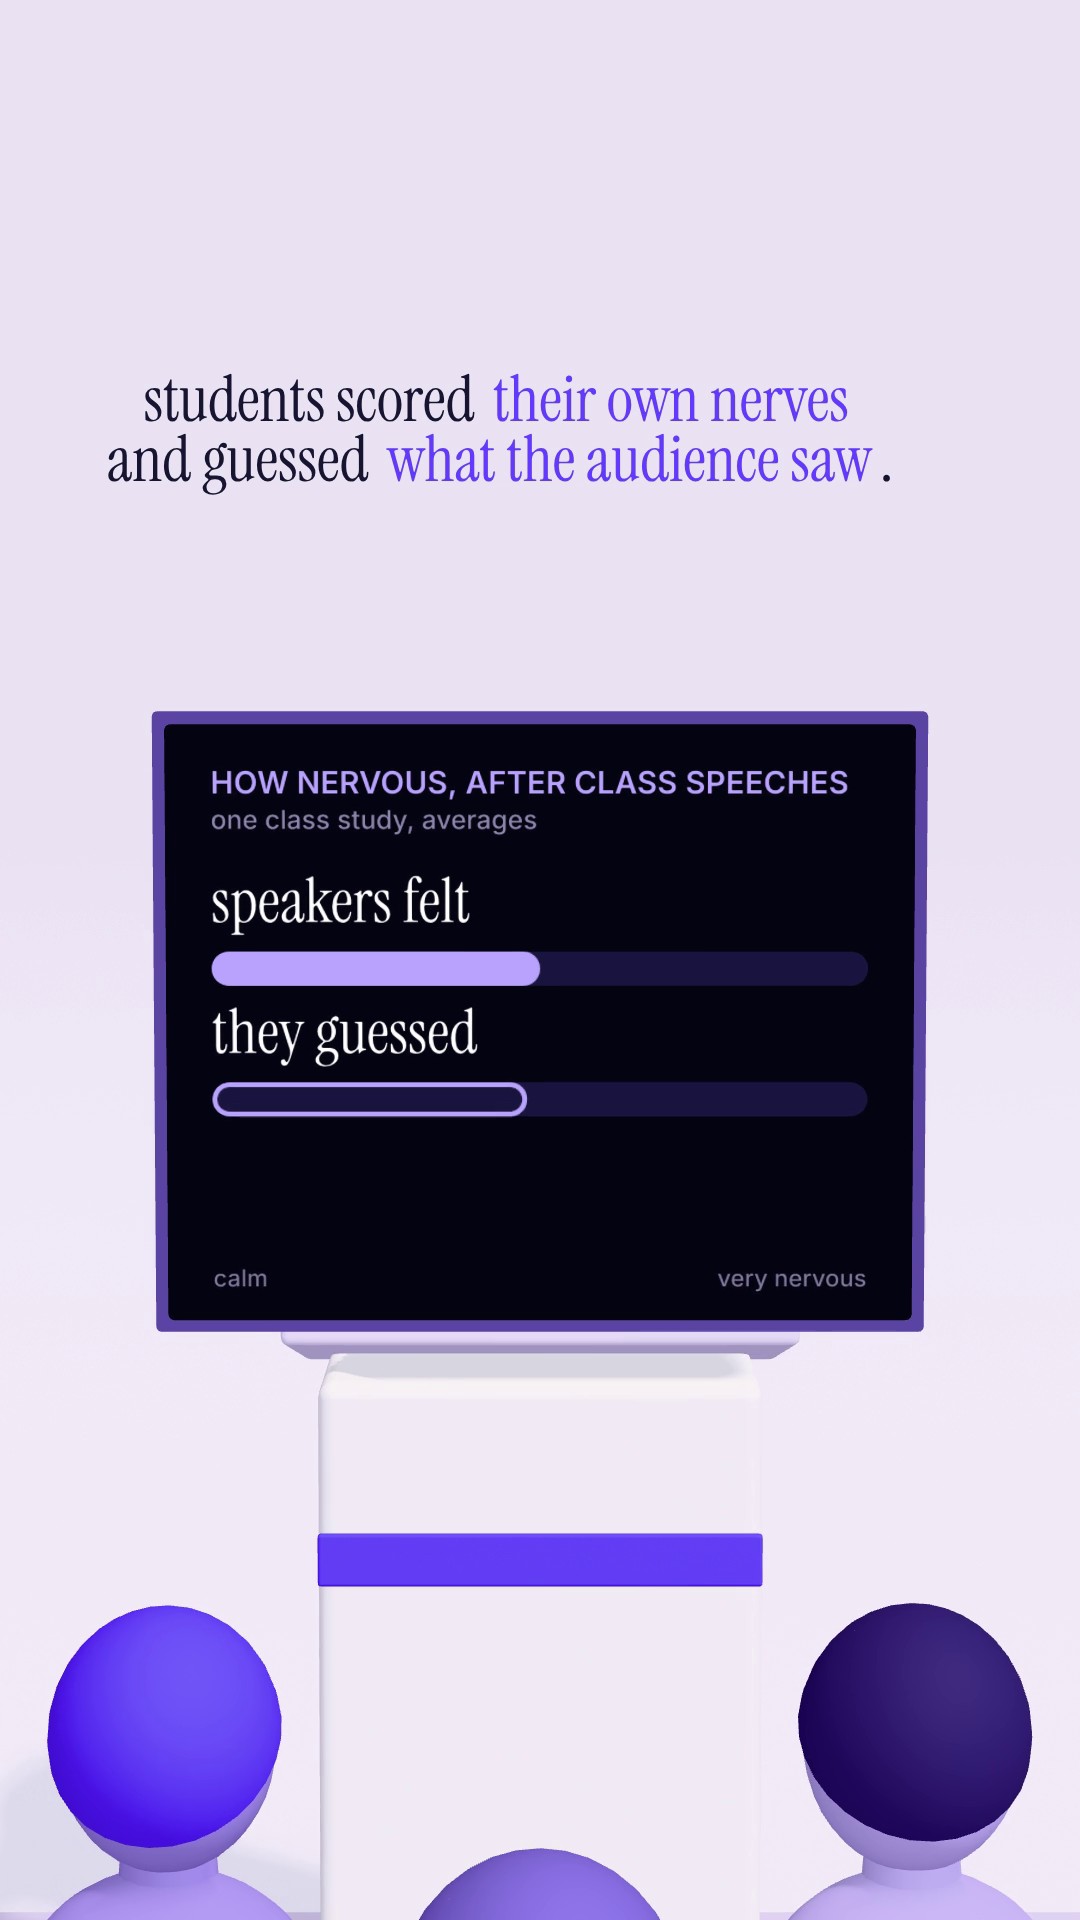 students scored their own nerves
and guessed what the audience saw.
HOW NERVOUS, AFTER CLASS SPEECHES
one class study, averages
speakers felt
they guessed
calm very nervous